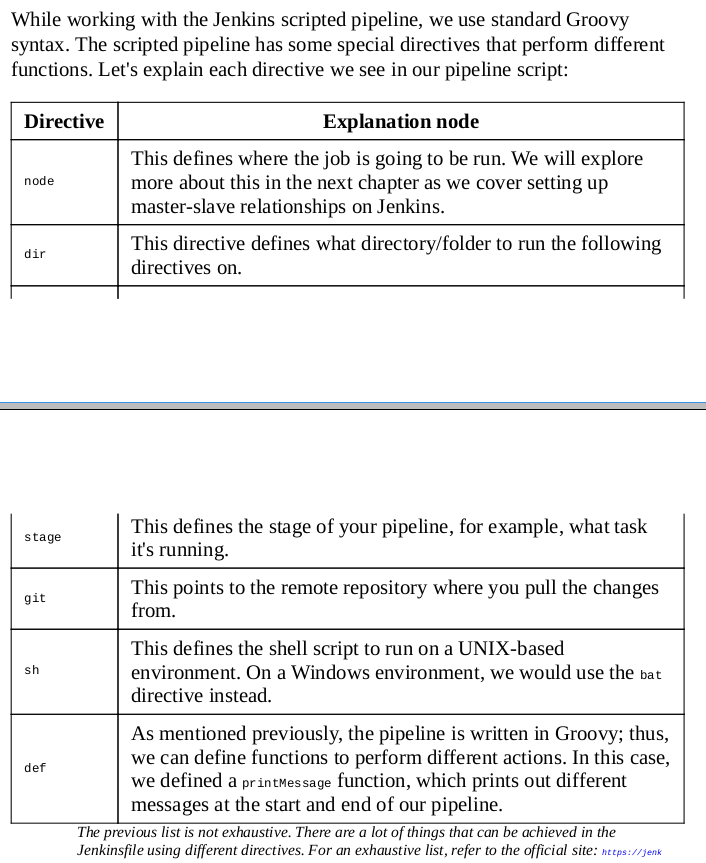 While working with the Jenkins scripted pipeline, we use standard Groovy
syntax. The scripted pipeline has some special directives that perform different
functions. Let's explain each directive we see in our pipeline script:
Directive Explanation node
node
This defines where the job is going to be run. We will explore
more about this in the next chapter as we cover setting up
master-slave relationships on Jenkins.
dir
This directive defines what directory/folder to run the following
directives on.
stage
This defines the stage of your pipeline, for example, what task
it's running.
git
This points to the remote repository where you pull the changes
from.
sh
This defines the shell script to run on a UNIX-based
environment. On a Windows environment, we would use the bat
directive instead.
def
As mentioned previously, the pipeline is written in Groovy; thus,
we can define functions to perform different actions. In this case,
we defined a printMessage function, which prints out different
messages at the start and end of our pipeline.
The previous list is not exhaustive. There are a lot of things that can be achieved in the
Jenkinsfile using different directives. For an exhaustive list, refer to the official site: https://jenk